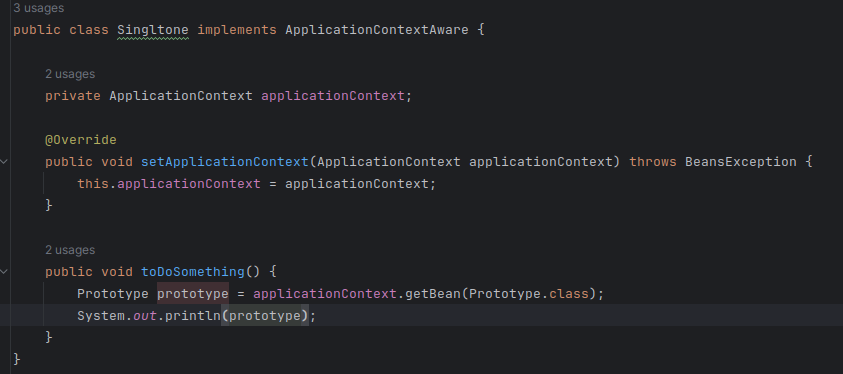 3 usages
public class Singltone implements ApplicationContextAware {
2 usages
private ApplicationContext applicationContext;
@Override
public void setApplicationContext(ApplicationContext applicationContext) throws BeansException {
this.applicationContext = applicationContext;
}
2 usages
public void toDoSomething() {
Prototype prototype = applicationContext.getBean(Prototype.class);
System.out.println(prototype);
}
}